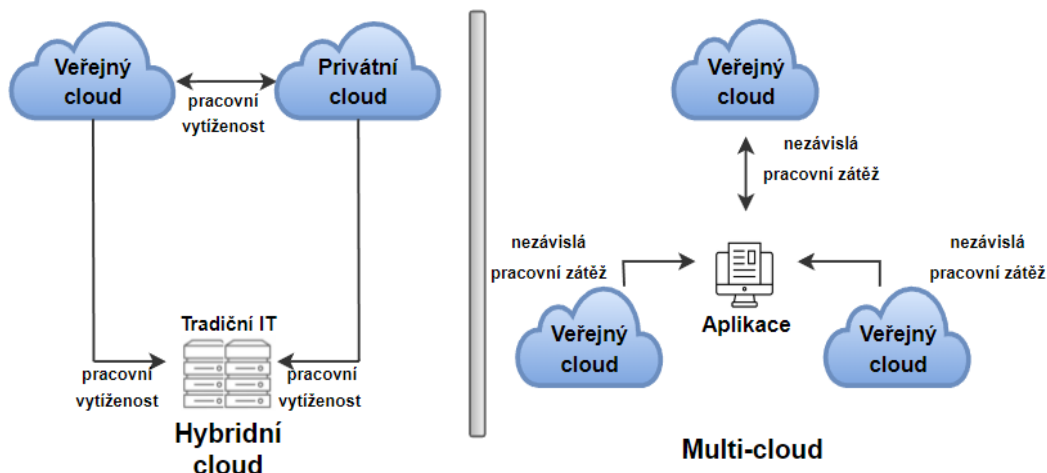 Veřejný
cloud
Privátní
cloud
pracovní
vytíženost
Tradiční IT
pracovní
vytíženost
pracovní
vytíženost
Hybridní
cloud
Veřejný
cloud
nezávislá
pracovní zátěž
nezávislá
pracovní zátěž
nezávislá
pracovní zátěž
Aplikace
Veřejný
cloud
Veřejný
cloud
Multi-cloud